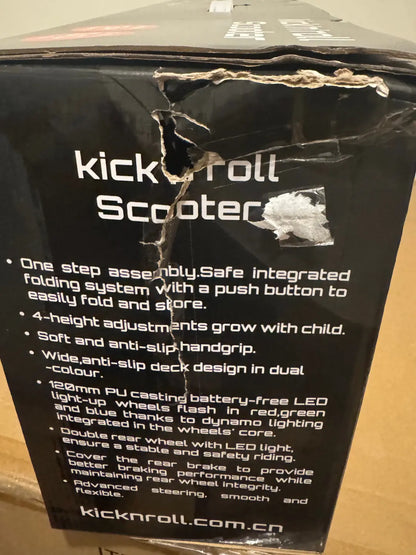 kick n roll
Scooter
kick n roll
Scooter
• One step assembly.Safe integrated
folding system with a push button to
easily fold and store.
• 4-height adjustments grow with child.
• Soft and anti-slip handgrip.
• Wide,anti-slip deck design in dual
-colour.
• 120mm PU casting battery-free LED
light-up wheels flash in red,green
and blue thanks to dynamo lighting
integrated in the wheels' core.
• Double rear wheel with LED light,
ensure a stable and safety riding.
• Cover the rear brake to provide
better braking performance while
maintaining rear wheel integrity.
• Advanced steering, smooth and
flexible.
kicknroll.com.cn